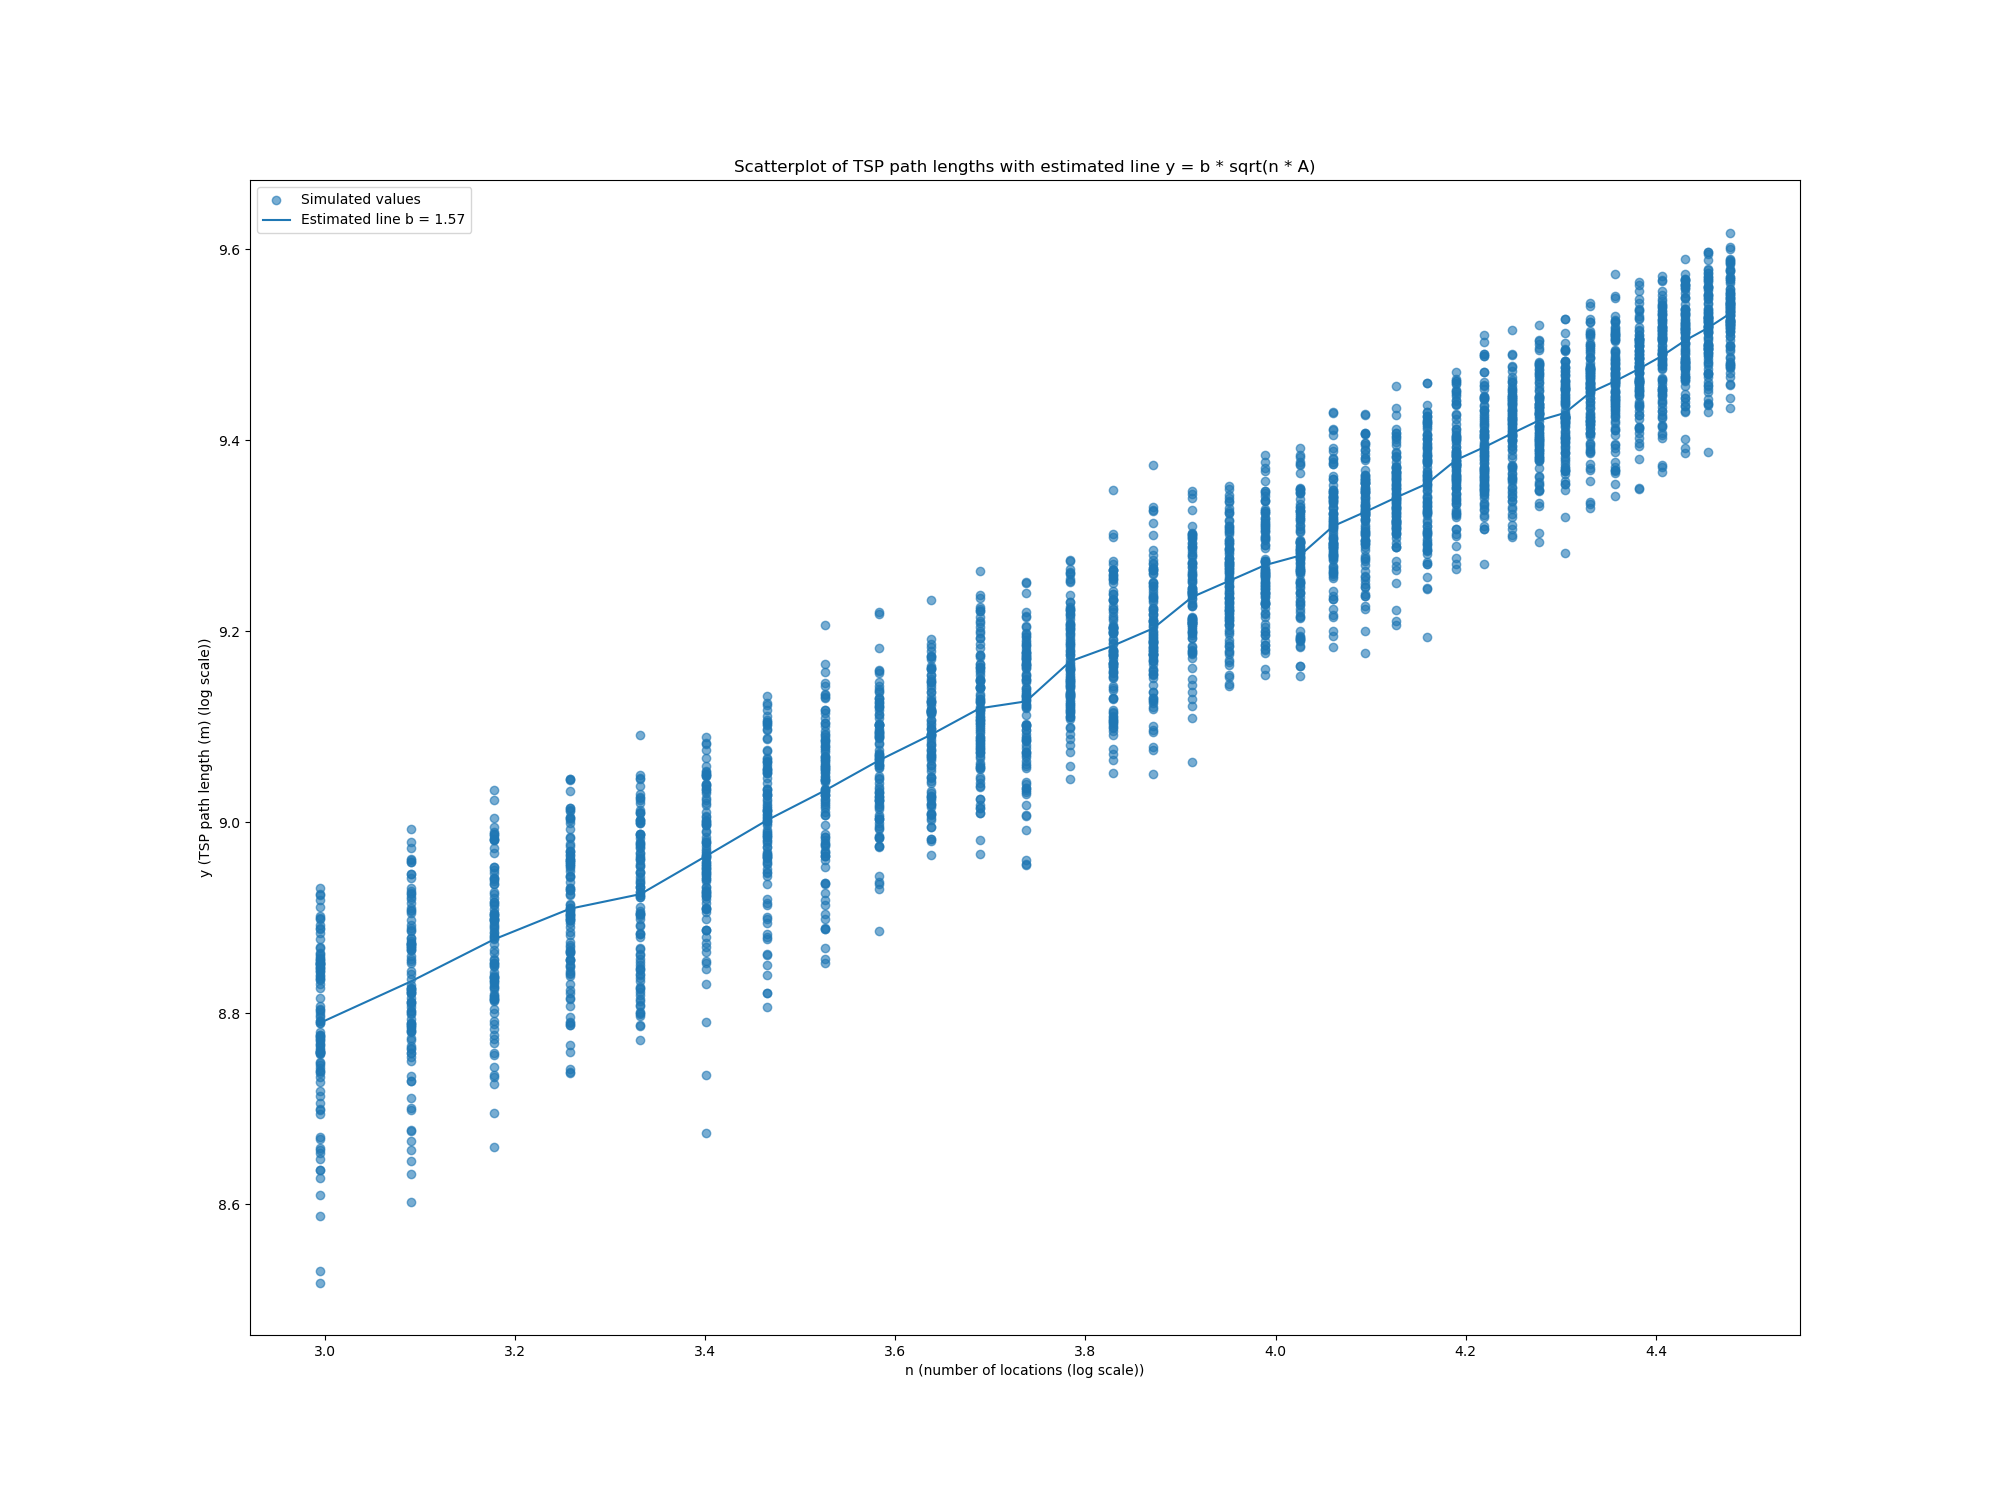 Scatterplot of TSP path lengths with estimated line y = b * sqrt(n * A)
Simulated values
Estimated line b = 1.57
9.6
9.4
9.2
9.0
8.8
8.6
y (TSP path length (m) (log scale))
3.0 3.2 3.4 3.6 3.8 4.0 4.2 4.4
n (number of locations (log scale))